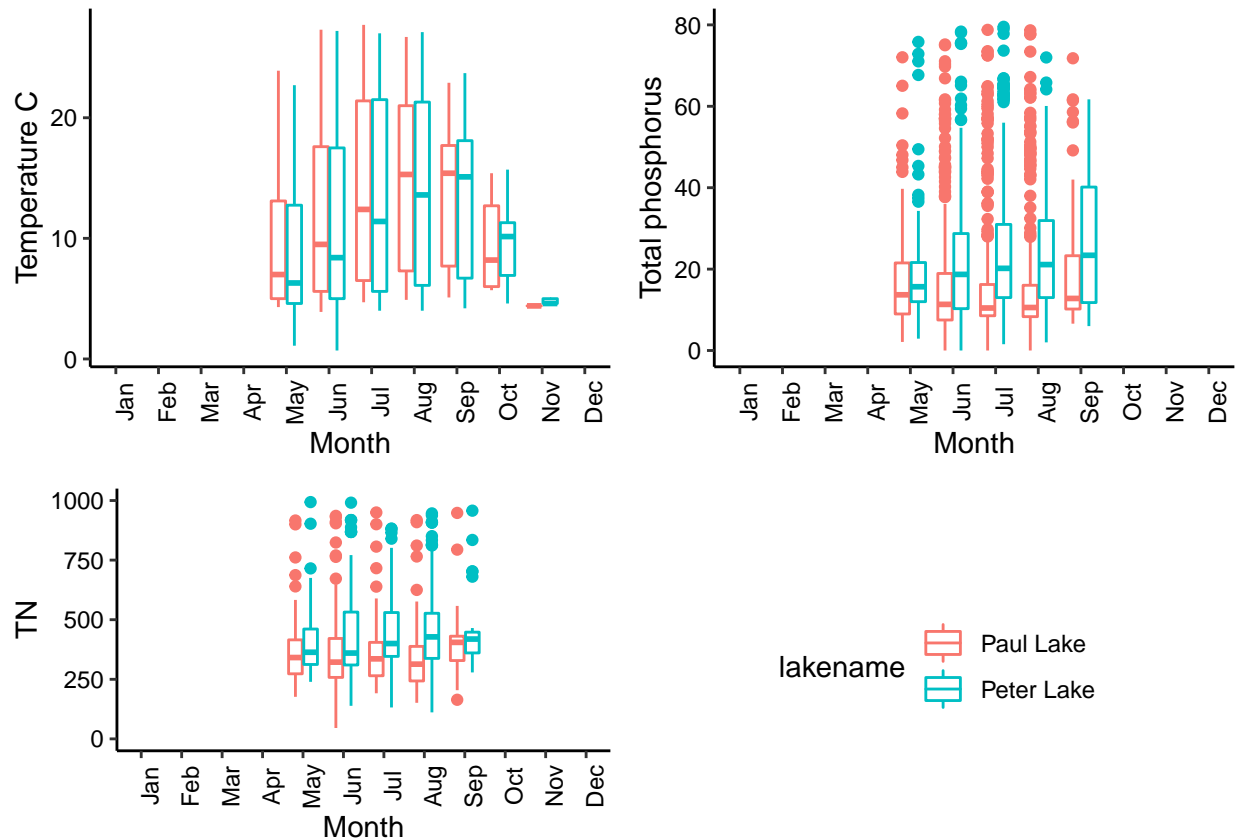 Temperature C
20
10
0
Jan
Feb
Mar
Apr
May
Jun
Jul
Aug
Sep
Oct
Nov
Dec
Month
Total phosphorus
80
60
40
20
0
Jan
Feb
Mar
Apr
May
Jun
Jul
Aug
Sep
Oct
Nov
Dec
Month
TN
1000
750
500
250
0
Jan
Feb
Mar
Apr
May
Jun
Jul
Aug
Sep
Oct
Nov
Dec
Month
lakename
Paul Lake
Peter Lake